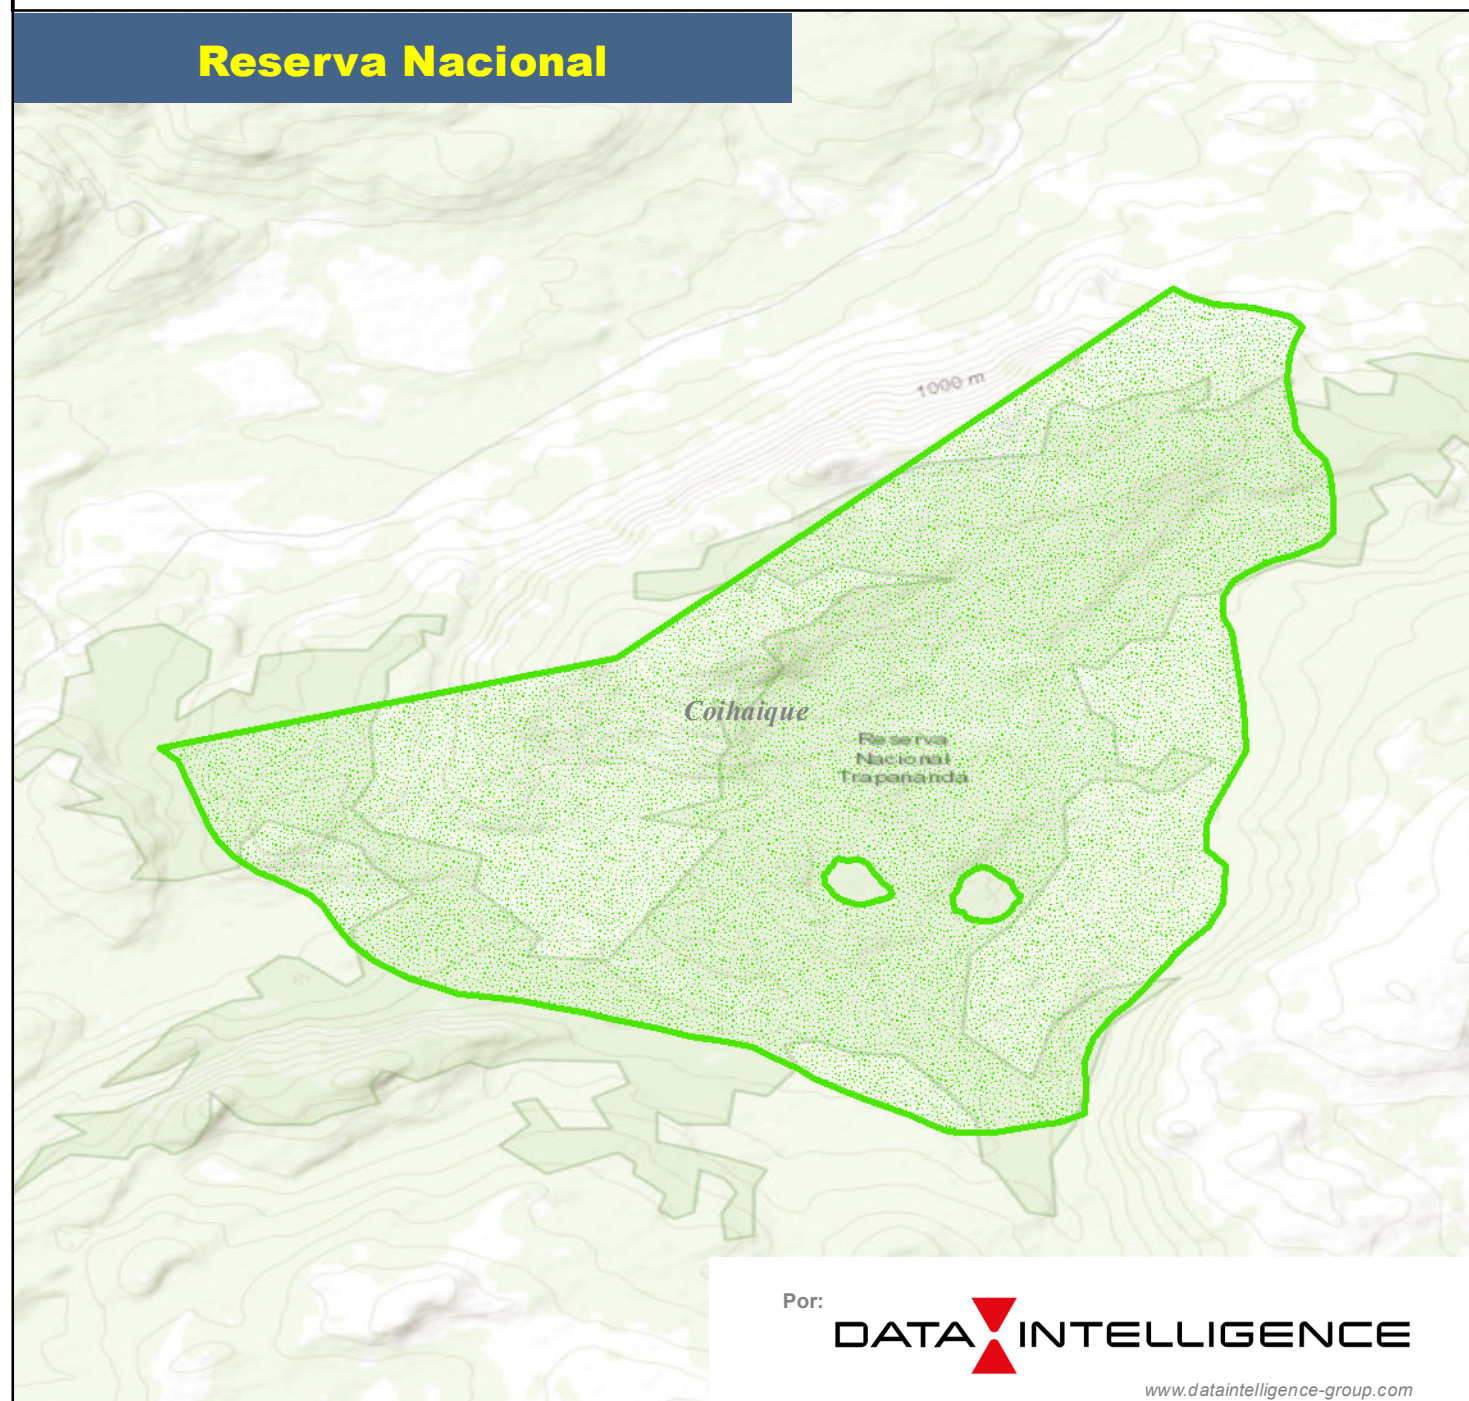 Reserva Nacional
1000 m
Coihaique
Reserva
Nacional
Trapananda
Por:
DATA INTELLIGENCE
www.dataintelligence-group.com